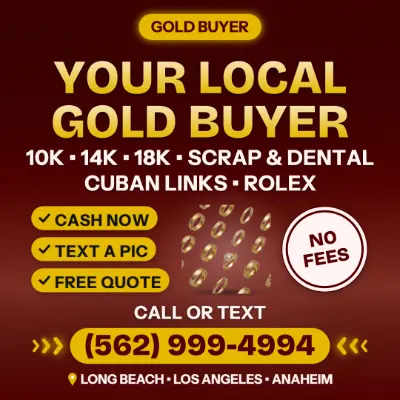 GOLD BUYER
YOUR LOCAL
GOLD BUYER
10K ▪ 14K ▪ 18K ▪ SCRAP & DENTAL
CUBAN LINKS ▪ ROLEX
✓ CASH NOW
✓ TEXT A PIC
✓ FREE QUOTE
NO
FEES
CALL OR TEXT
(562) 999-4994
LONG BEACH ▪ LOS ANGELES ▪ ANAHEIM